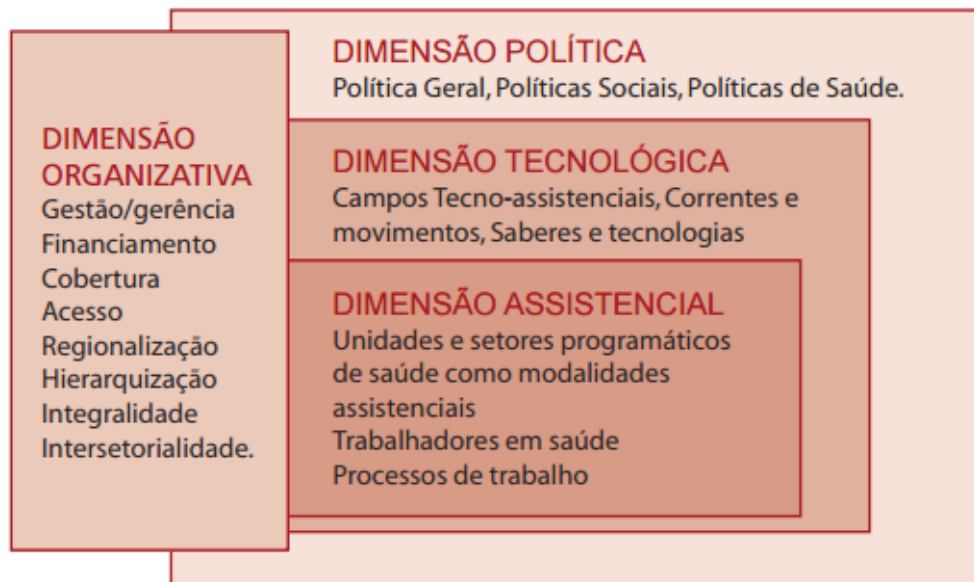 DIMENSÃO POLÍTICA
Política Geral, Políticas Sociais, Políticas de Saúde.
DIMENSÃO
ORGANIZATIVA
Gestão/gerência
Financiamento
Cobertura
Acesso
Regionalização
Hierarquização
Integralidade
Intersetorialidade.
DIMENSÃO TECNOLÓGICA
Campos Tecno-assistenciais, Correntes e
movimentos, Saberes e tecnologias
DIMENSÃO ASSISTENCIAL
Unidades e setores programáticos
de saúde como modalidades
assistenciais
Trabalhadores em saúde
Processos de trabalho